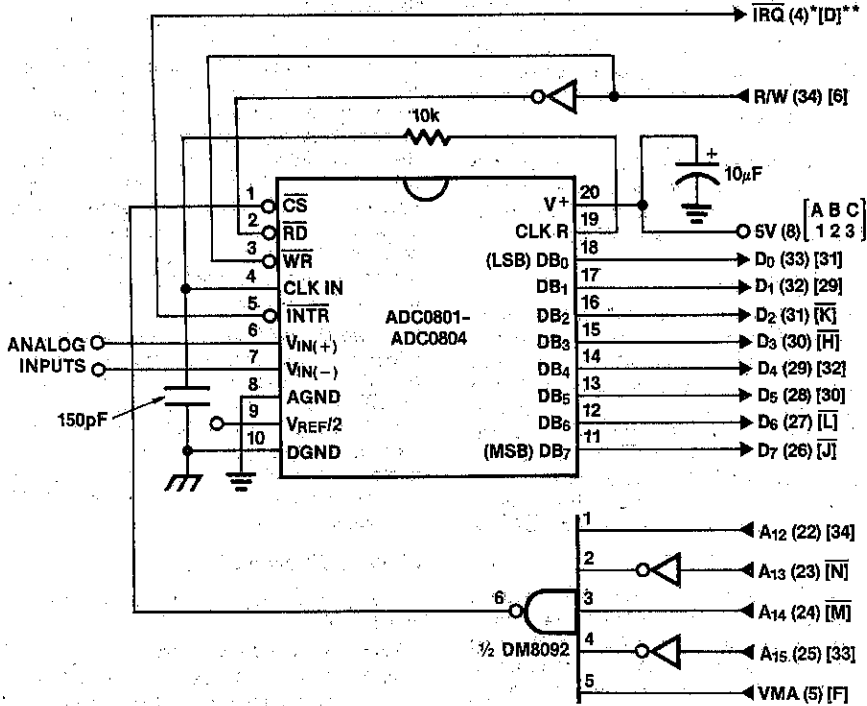 IRQ (4)*[D]**
R/W (34) [6]
10k
+
10µF
1 CS
2 RD
3 WR
4 CLK IN
5 INTR
6 VIN(+)
7 VIN(−)
8 AGND
9 VREF/2
10 DGND
ANALOG
INPUTS
150pF
ADC0801-
ADC0804
V+ 20
CLK R 19
(LSB) DB0 18
DB1 17
DB2 16
DB3 15
DB4 14
DB5 13
DB6 12
(MSB) DB7 11
5V (8) [A B C
1 2 3]
D0 (33) [31]
D1 (32) [29]
D2 (31) [K]
D3 (30) [H]
D4 (29) [32]
D5 (28) [30]
D6 (27) [L]
D7 (26) [J]
1 A12 (22) [34]
2 A13 (23) [N]
6 3 A14 (24) [M]
½ DM8092
4 A15 (25) [33]
5 VMA (5) [F]